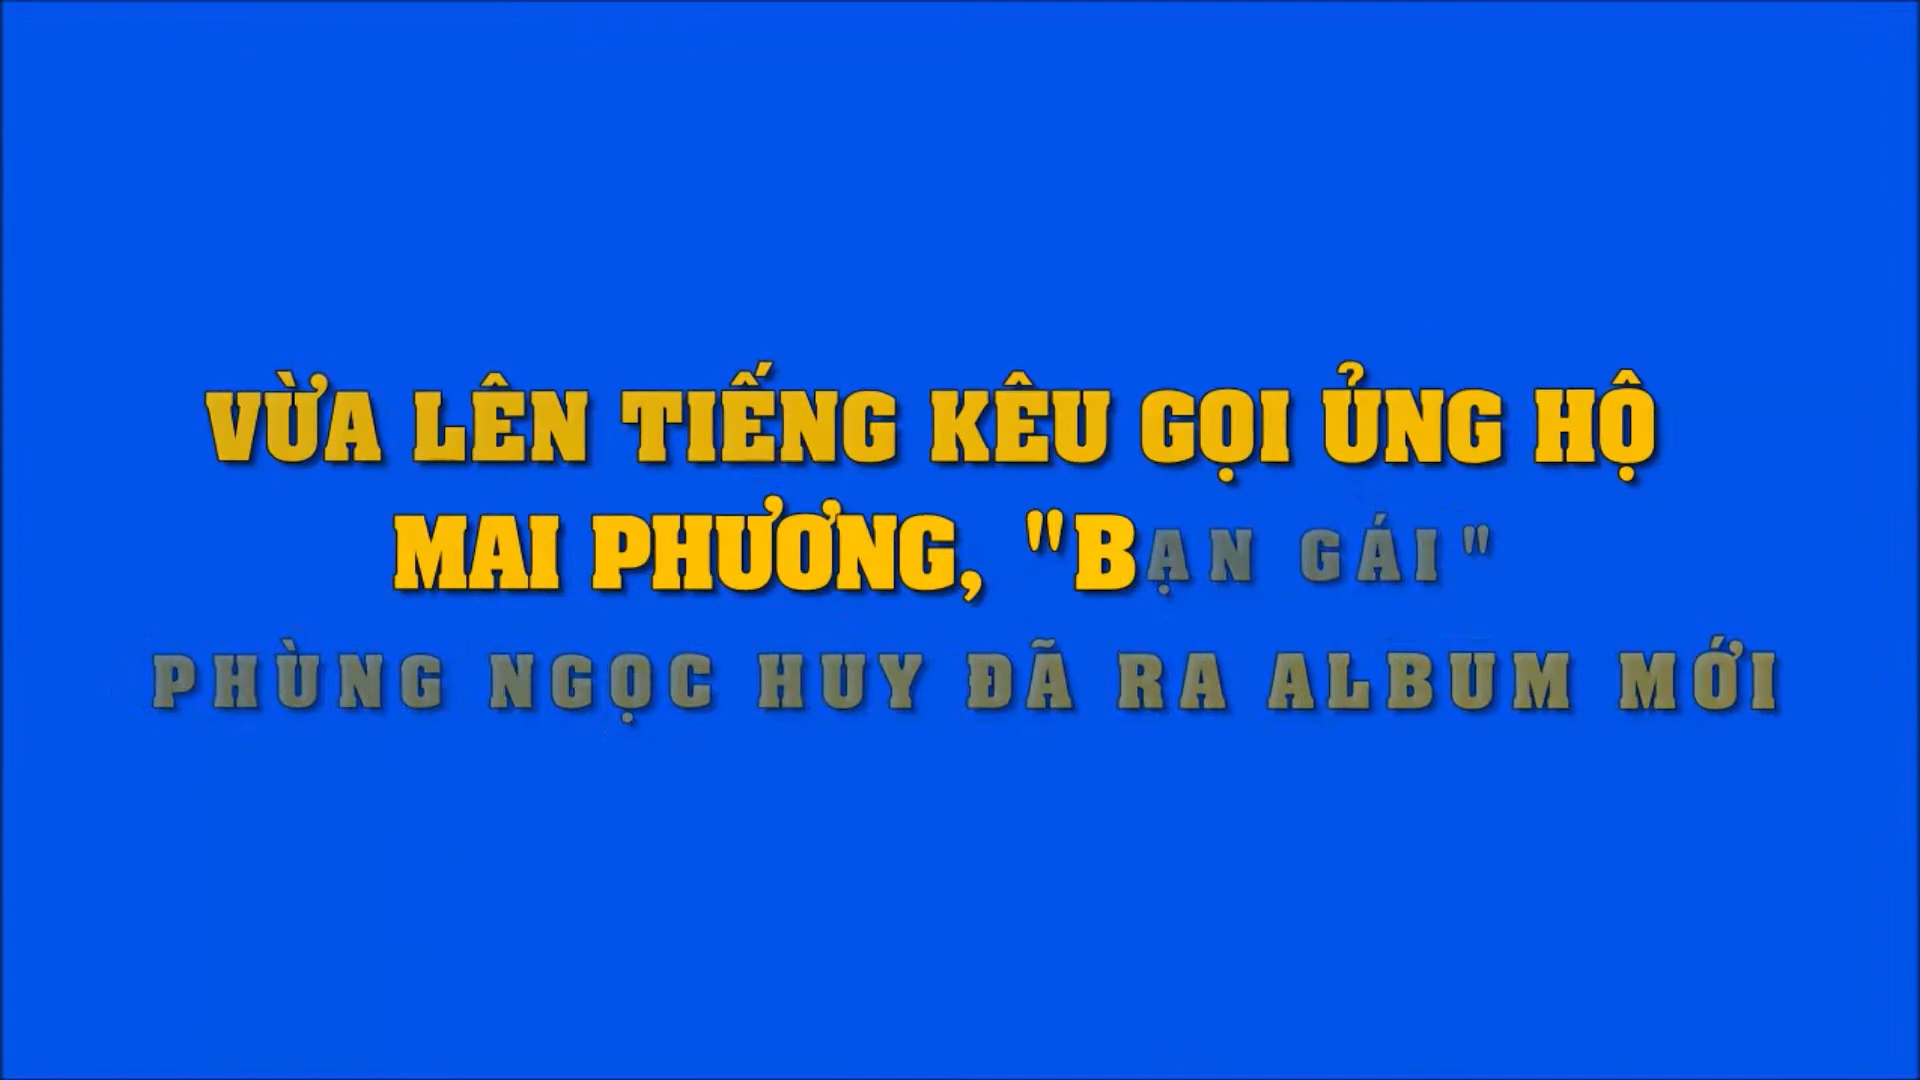 VỪA LÊN TIẾNG KÊU GỌI ỦNG HỘ
MAI PHƯƠNG, "BẠN GÁI"
PHÙNG NGỌC HUY ĐÃ RA ALBUM MỚI